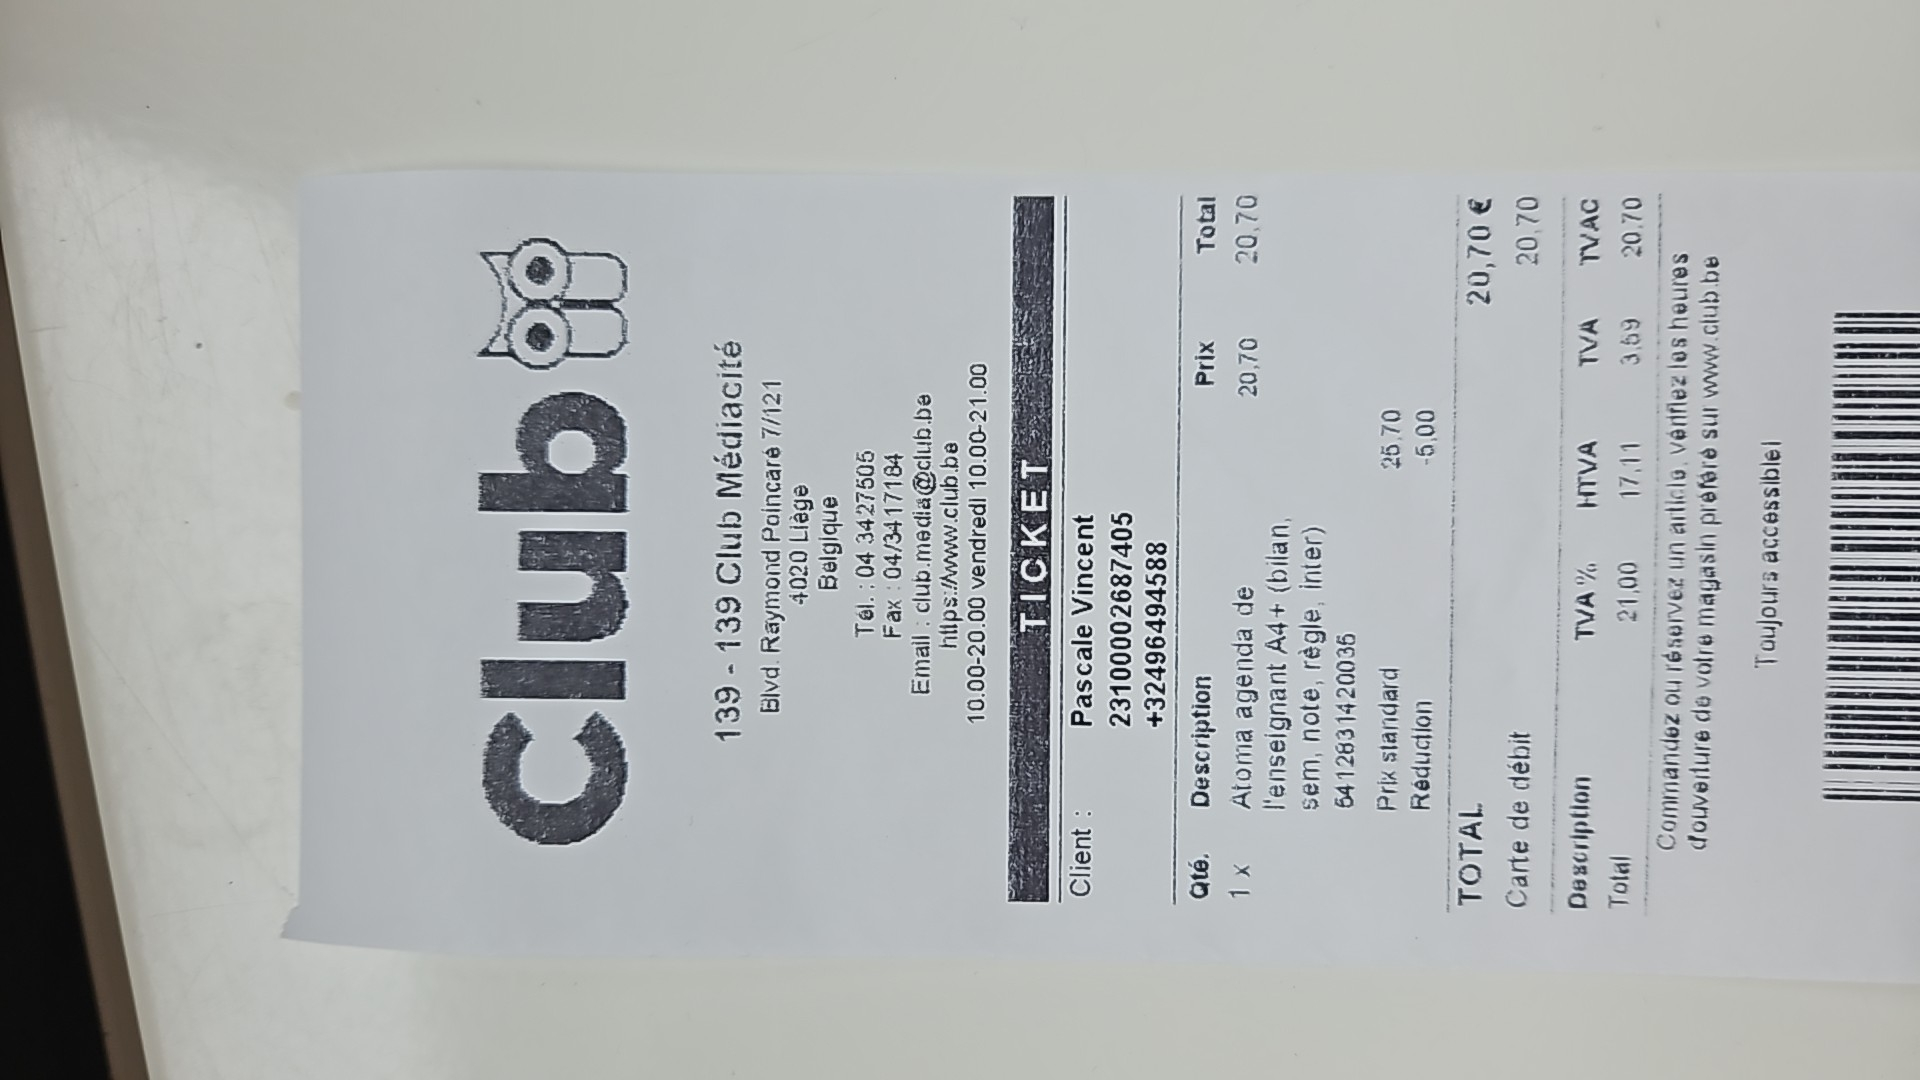 Club
139 - 139 Club Médiacité
Blvd. Raymond Poincaré 7/121
4020 Liège
Belgique
Tél. : 04 3427505
Fax : 04/3417184
Email : club.media@club.be
https://www.club.be
10.00-20.00 vendredi 10.00-21.00
TICKET
Client : Pascale Vincent
23100002687405
+32496494588
Qté. Description Prix Total
1 x Atoma agenda de 20,70 20,70
l'enseignant A4+ (bilan,
sem, note, règle, inter)
5412831420035
Prix standard 25,70
Réduction -5,00
TOTAL 20,70 €
Carte de débit 20,70
Description TVA% HTVA TVA TVAC
Total 21,00 17,11 3,59 20,70
Commandez ou réservez un article, vérifiez les heures
d'ouverture de votre magasin préféré sur www.club.be
Toujours accessible!